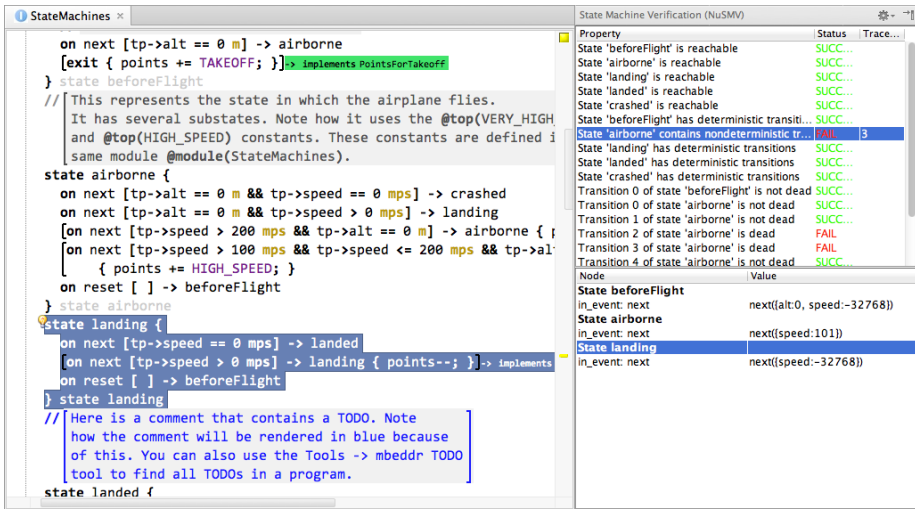 StateMachines ×
on next [tp->alt == 0 m] -> airborne
[exit { points += TAKEOFF; }]-> implements PointsForTakeoff
} state beforeFlight
// [This represents the state in which the airplane flies.
It has several substates. Note how it uses the @top(VERY_HIGH_
and @top(HIGH_SPEED) constants. These constants are defined i
same module @module(StateMachines).
state airborne {
on next [tp->alt == 0 m && tp->speed == 0 mps] -> crashed
on next [tp->alt == 0 m && tp->speed > 0 mps] -> landing
[on next [tp->speed > 200 mps && tp->alt == 0 m] -> airborne { p
[on next [tp->speed > 100 mps && tp->speed <= 200 mps && tp->al
{ points += HIGH_SPEED; }
on reset [ ] -> beforeFlight
} state airborne
state landing {
on next [tp->speed == 0 mps] -> landed
[on next [tp->speed > 0 mps] -> landing { points--; }]-> implements
on reset [ ] -> beforeFlight
} state landing
// [Here is a comment that contains a TODO. Note
how the comment will be rendered in blue because
of this. You can also use the Tools -> mbeddr TODO
tool to find all TODOs in a program.
state landed {
State Machine Verification (NuSMV)
Property Status Trace...
State 'beforeFlight' is reachable SUCC...
State 'airborne' is reachable SUCC...
State 'landing' is reachable SUCC...
State 'landed' is reachable SUCC...
State 'crashed' is reachable SUCC...
State 'beforeFlight' has deterministic transiti... SUCC...
State 'airborne' contains nondeterministic tr... FAIL 3
State 'landing' has deterministic transitions SUCC...
State 'landed' has deterministic transitions SUCC...
State 'crashed' has deterministic transitions SUCC...
Transition 0 of state 'beforeFlight' is not dead SUCC...
Transition 0 of state 'airborne' is not dead SUCC...
Transition 1 of state 'airborne' is not dead SUCC...
Transition 2 of state 'airborne' is dead FAIL
Transition 3 of state 'airborne' is dead FAIL
Transition 4 of state 'airborne' is not dead SUCC...
Node Value
State beforeFlight
in_event: next next({alt:0, speed:-32768})
State airborne
in_event: next next({speed:101})
State landing
in_event: next next({speed:-32768})